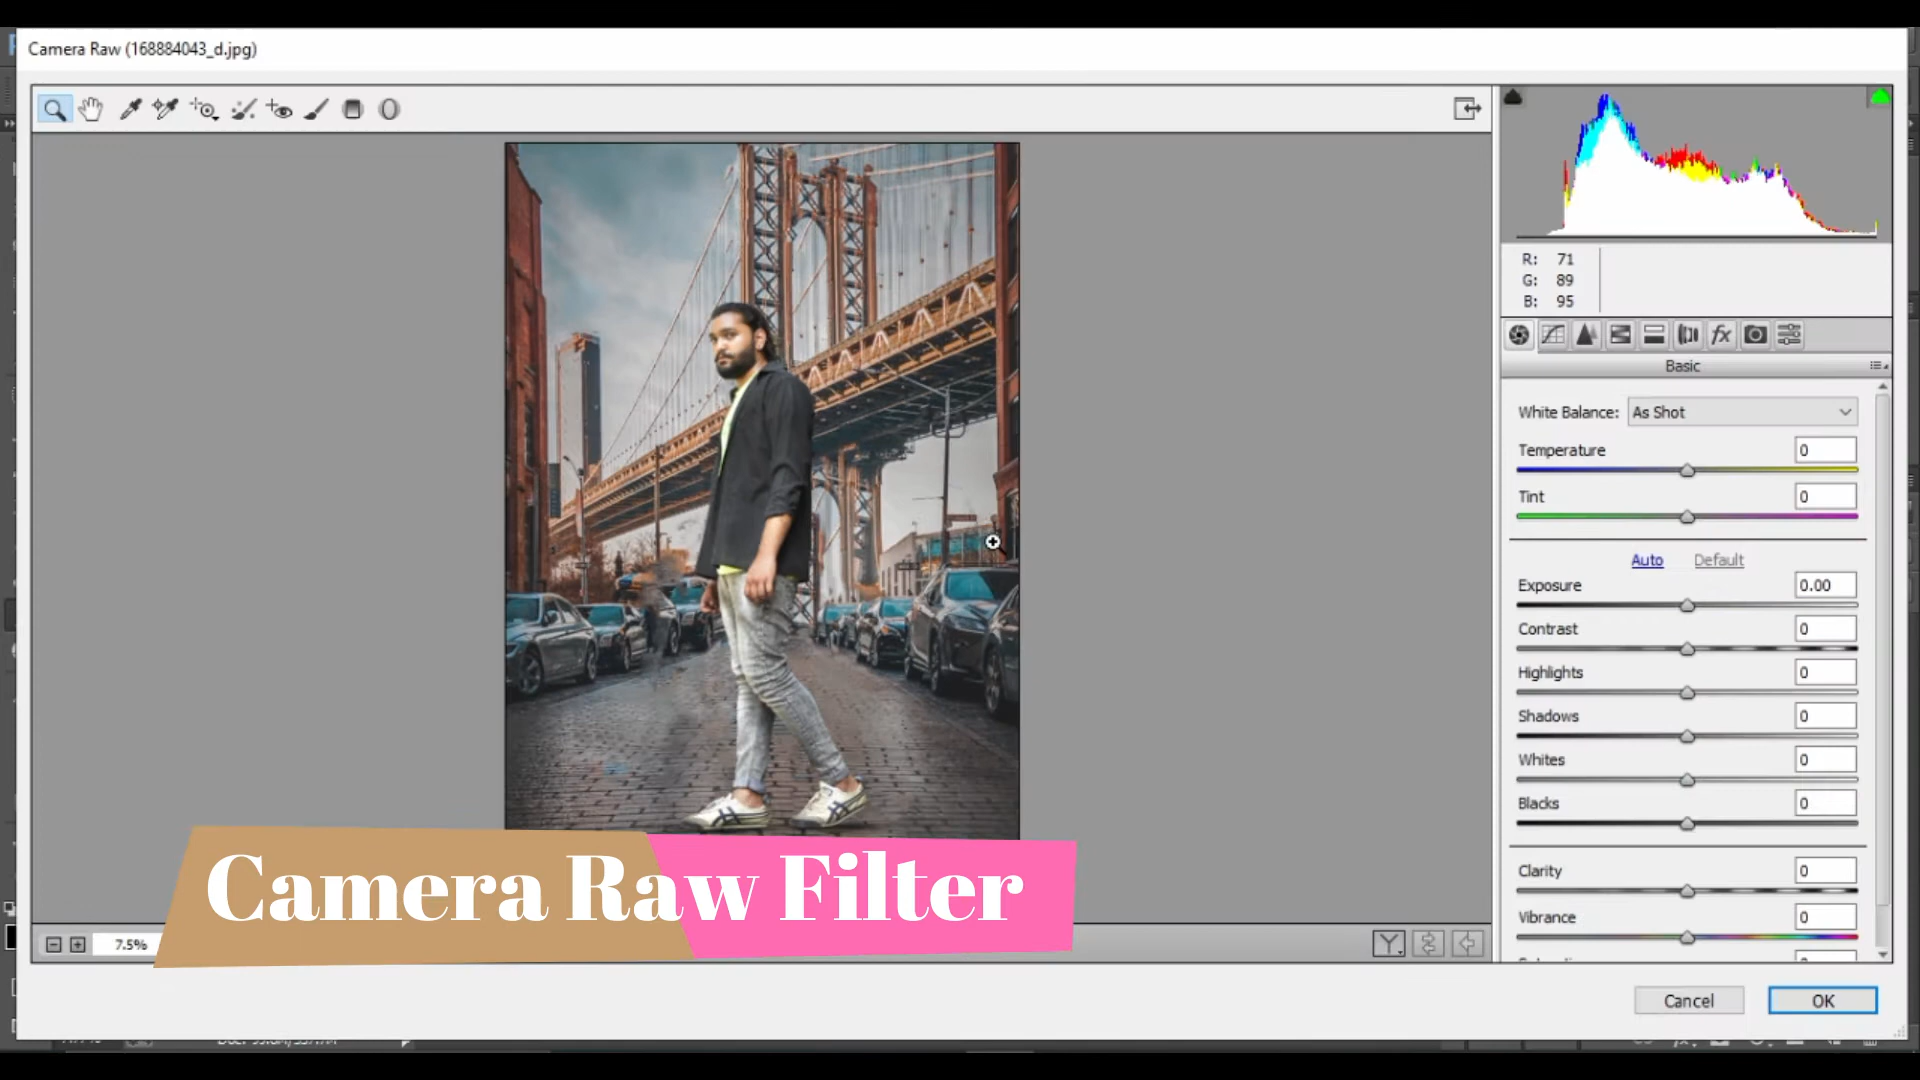 Camera Raw (168884043_d.jpg)
R: 71
G: 89
B: 95
fx
Basic
White Balance: As Shot
Temperature 0
Tint 0
Auto Default
Exposure 0.00
Contrast 0
Highlights 0
Shadows 0
Whites 0
Blacks 0
Clarity 0
Vibrance 0
Camera Raw Filter
7.5%
Y
Cancel OK